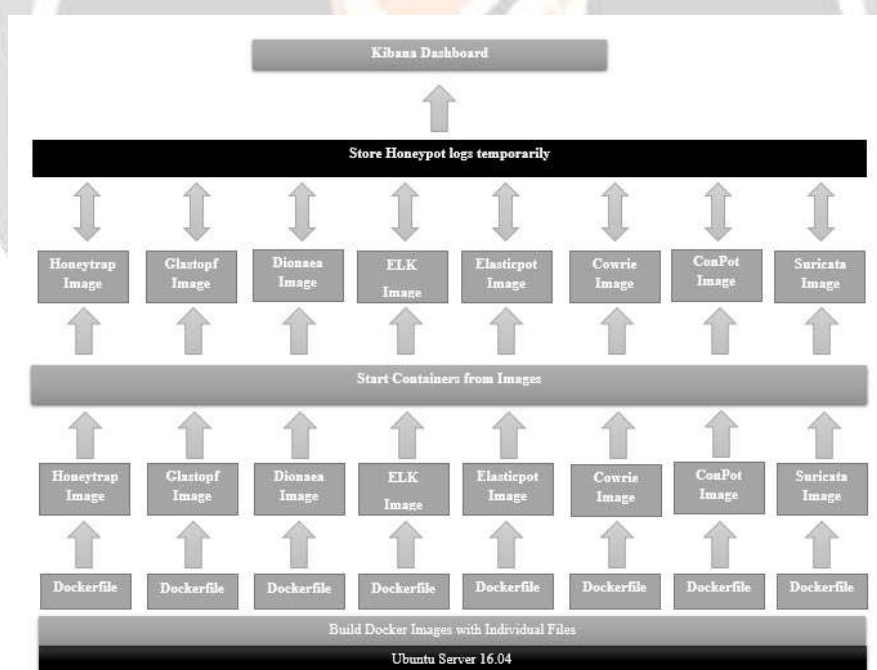 Kibana Dashboard
Store Honeypot logs temporarily
Honeytrap Image
Glastopf Image
Dionaea Image
ELK Image
Elasticpot Image
Cowrie Image
ConPot Image
Suricata Image
Start Containers from Images
Honeytrap Image
Glastopf Image
Dionaea Image
ELK Image
Elasticpot Image
Cowrie Image
ConPot Image
Suricata Image
Dockerfile
Dockerfile
Dockerfile
Dockerfile
Dockerfile
Dockerfile
Dockerfile
Dockerfile
Build Docker Images with Individual Files
Ubuntu Server 16.04